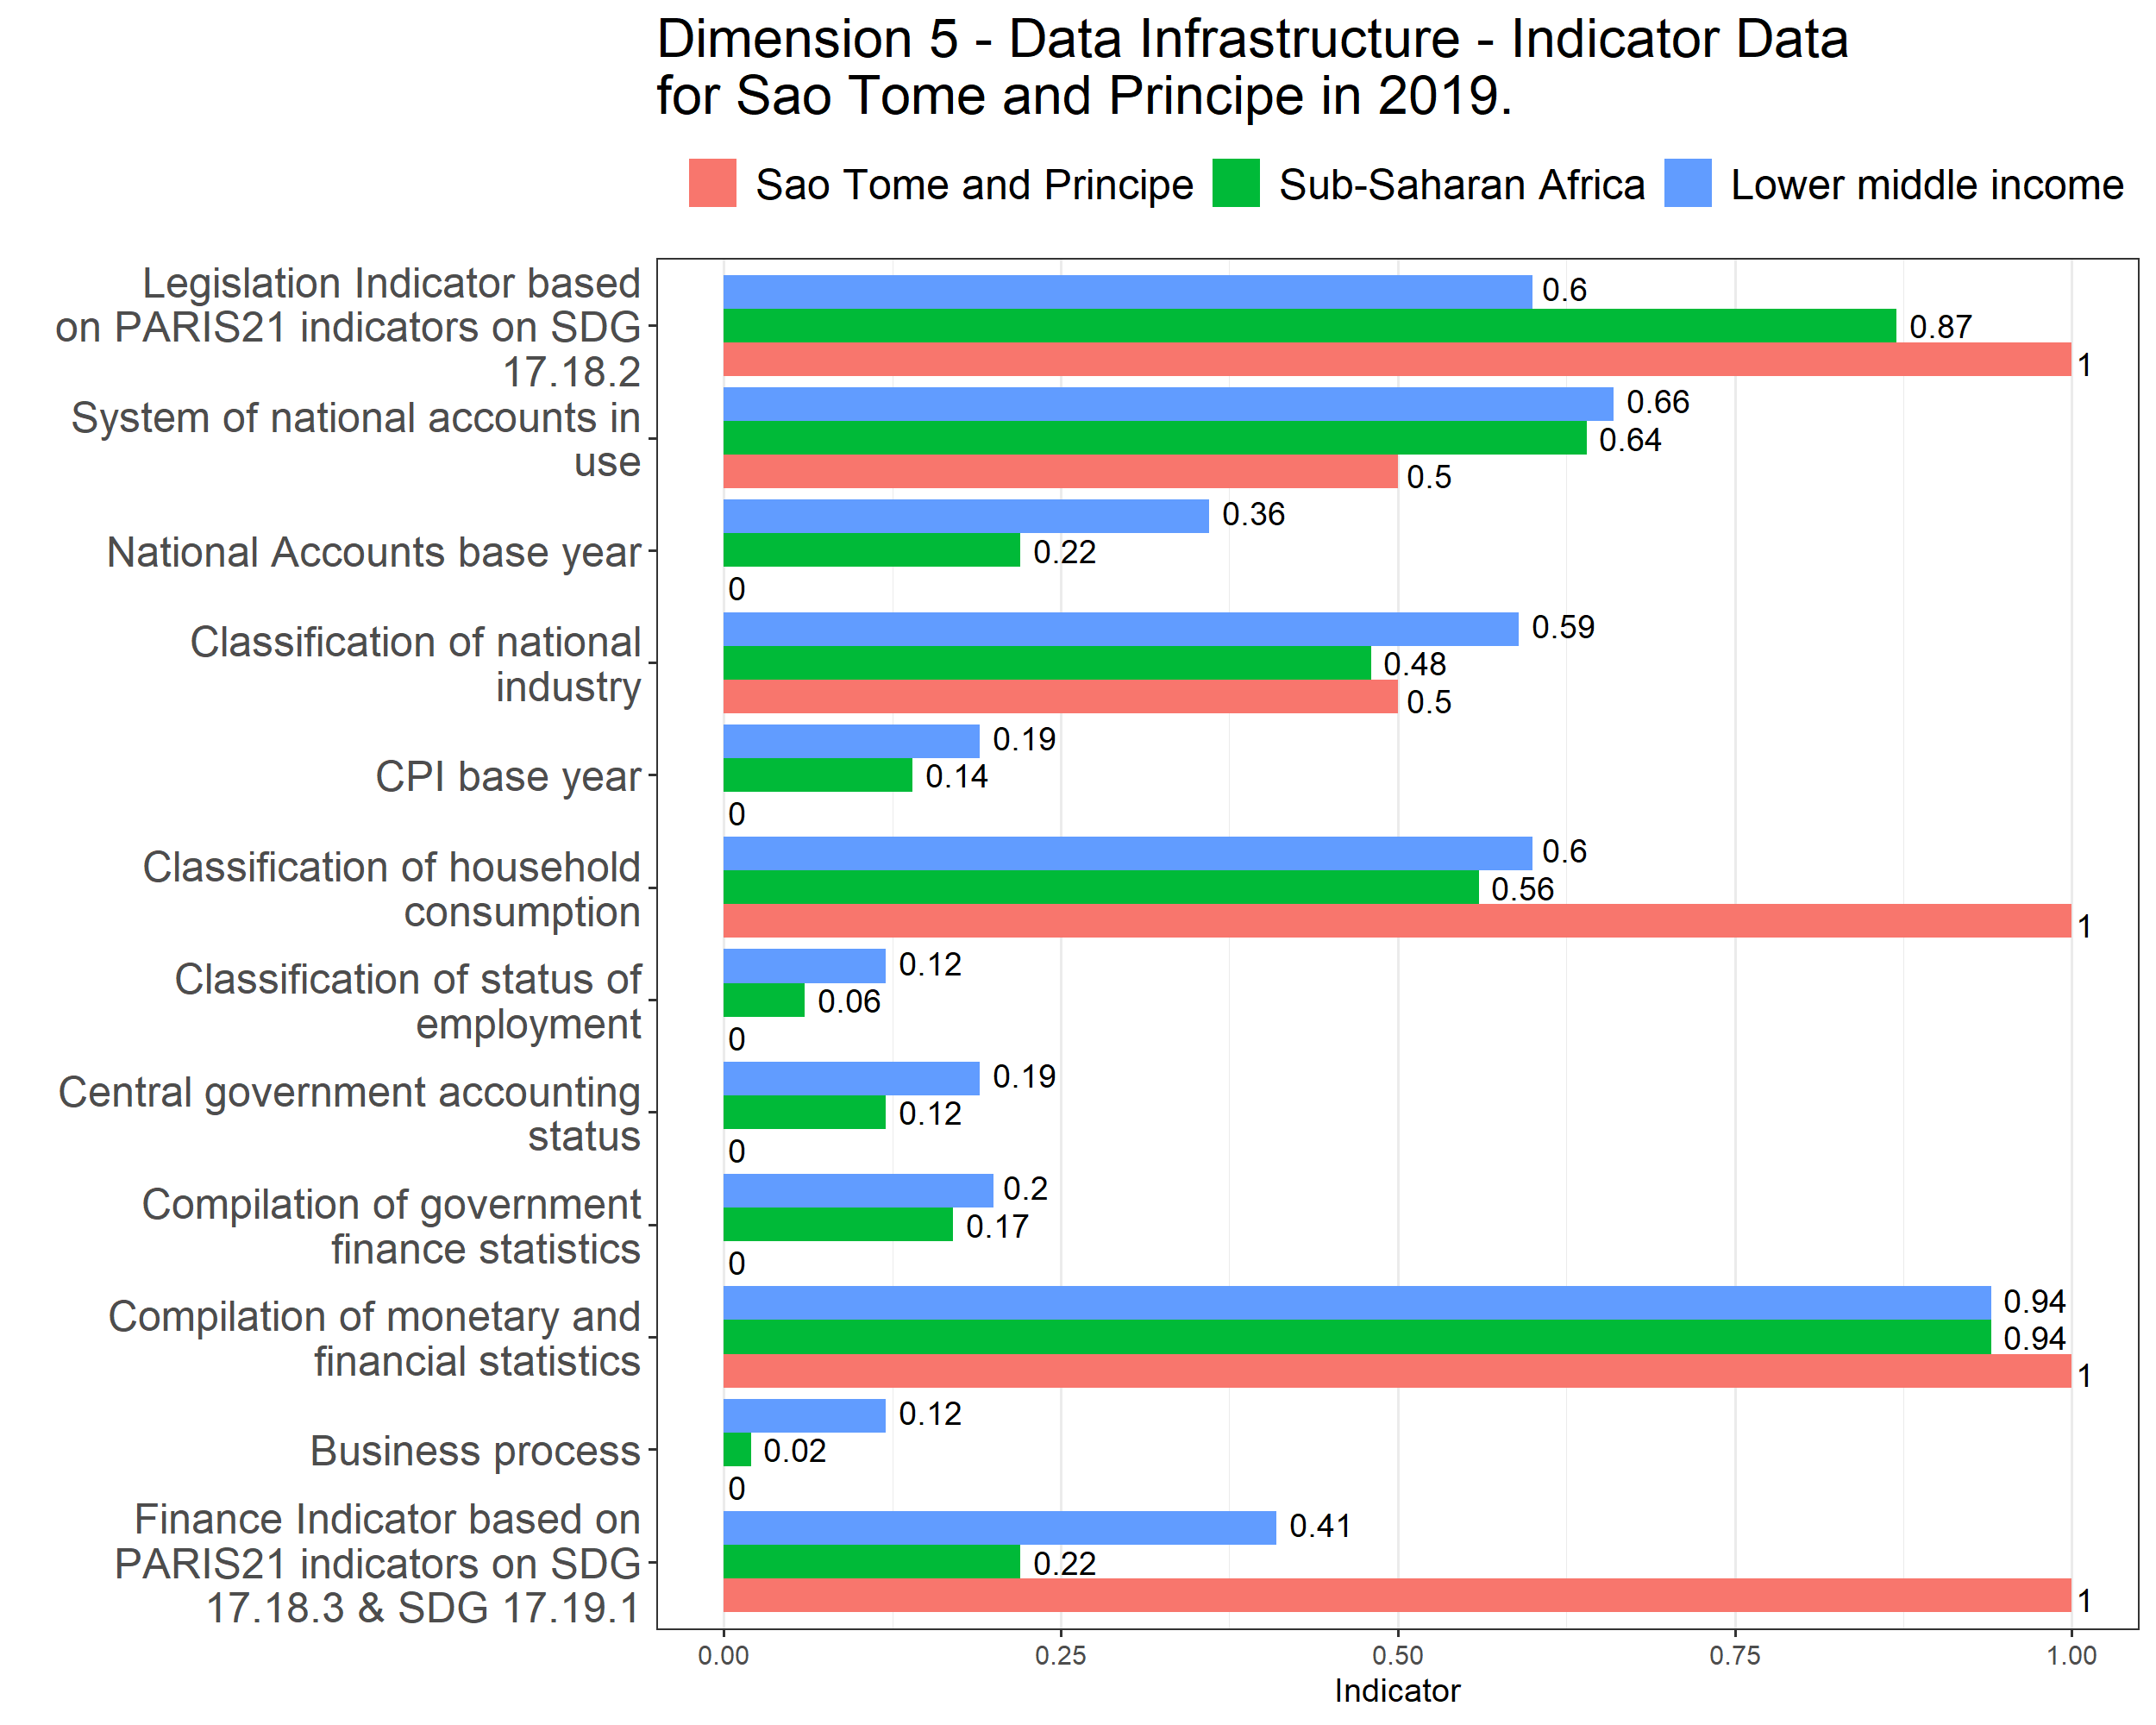 Dimension 5 - Data Infrastructure - Indicator Data
for Sao Tome and Principe in 2019.
Sao Tome and Principe
Sub-Saharan Africa
Lower middle income
Legislation Indicator based
on PARIS21 indicators on SDG
17.18.2
0.6
0.87
1
System of national accounts in
use
0.66
0.64
0.5
National Accounts base year
0.36
0.22
0
Classification of national
industry
0.59
0.48
0.5
CPI base year
0.19
0.14
0
Classification of household
consumption
0.6
0.56
1
Classification of status of
employment
0.12
0.06
0
Central government accounting
status
0.19
0.12
0
Compilation of government
finance statistics
0.2
0.17
0
Compilation of monetary and
financial statistics
0.94
0.94
1
Business process
0.12
0.02
0
Finance Indicator based on
PARIS21 indicators on SDG
17.18.3 & SDG 17.19.1
0.41
0.22
1
0.00
0.25
0.50
0.75
1.00
Indicator